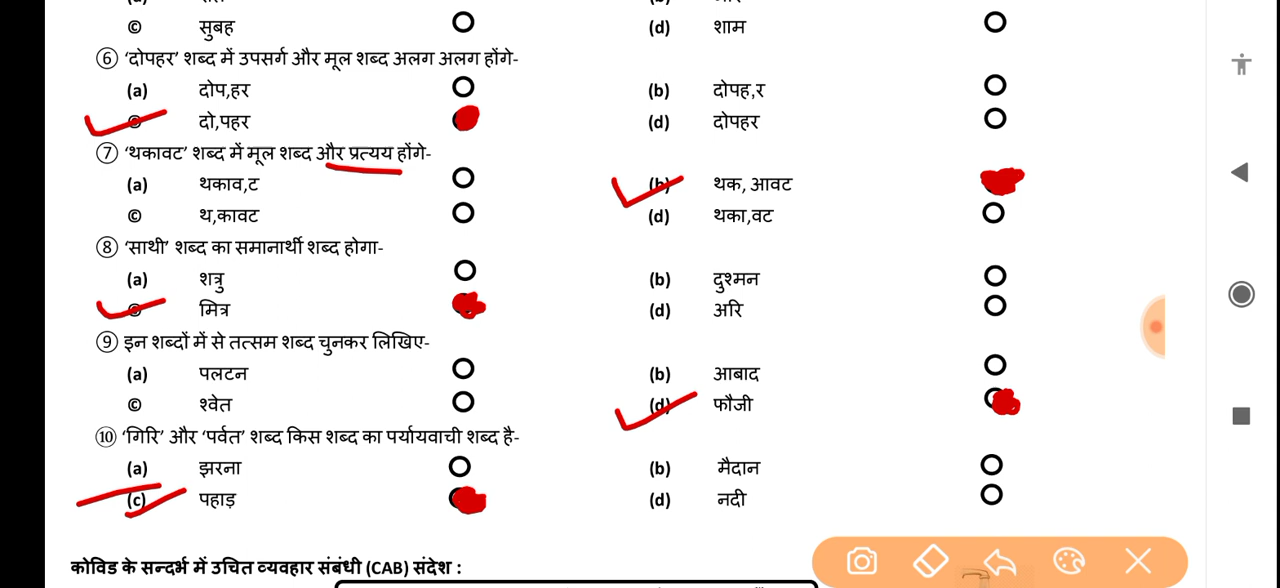 © सुबह (d) शाम
⑥ ‘दोपहर’ शब्द में उपसर्ग और मूल शब्द अलग अलग होंगे-
(a) दोप,हर (b) दोपह,र
दो,पहर (d) दोपहर
⑦ ‘थकावट’ शब्द में मूल शब्द और प्रत्यय होंगे-
(a) थकाव,ट (b) थक, आवट
© थ,कावट (d) थका,वट
⑧ ‘साथी’ शब्द का समानार्थी शब्द होगा-
(a) शत्रु (b) दुश्मन
मित्र (d) अरि
⑨ इन शब्दों में से तत्सम शब्द चुनकर लिखिए-
(a) पलटन (b) आबाद
© श्वेत (d) फौजी
⑩ ‘गिरि’ और ‘पर्वत’ शब्द किस शब्द का पर्यायवाची शब्द है-
(a) झरना (b) मैदान
(c) पहाड़ (d) नदी
कोविड के सन्दर्भ में उचित व्यवहार संबंधी (CAB) संदेश :